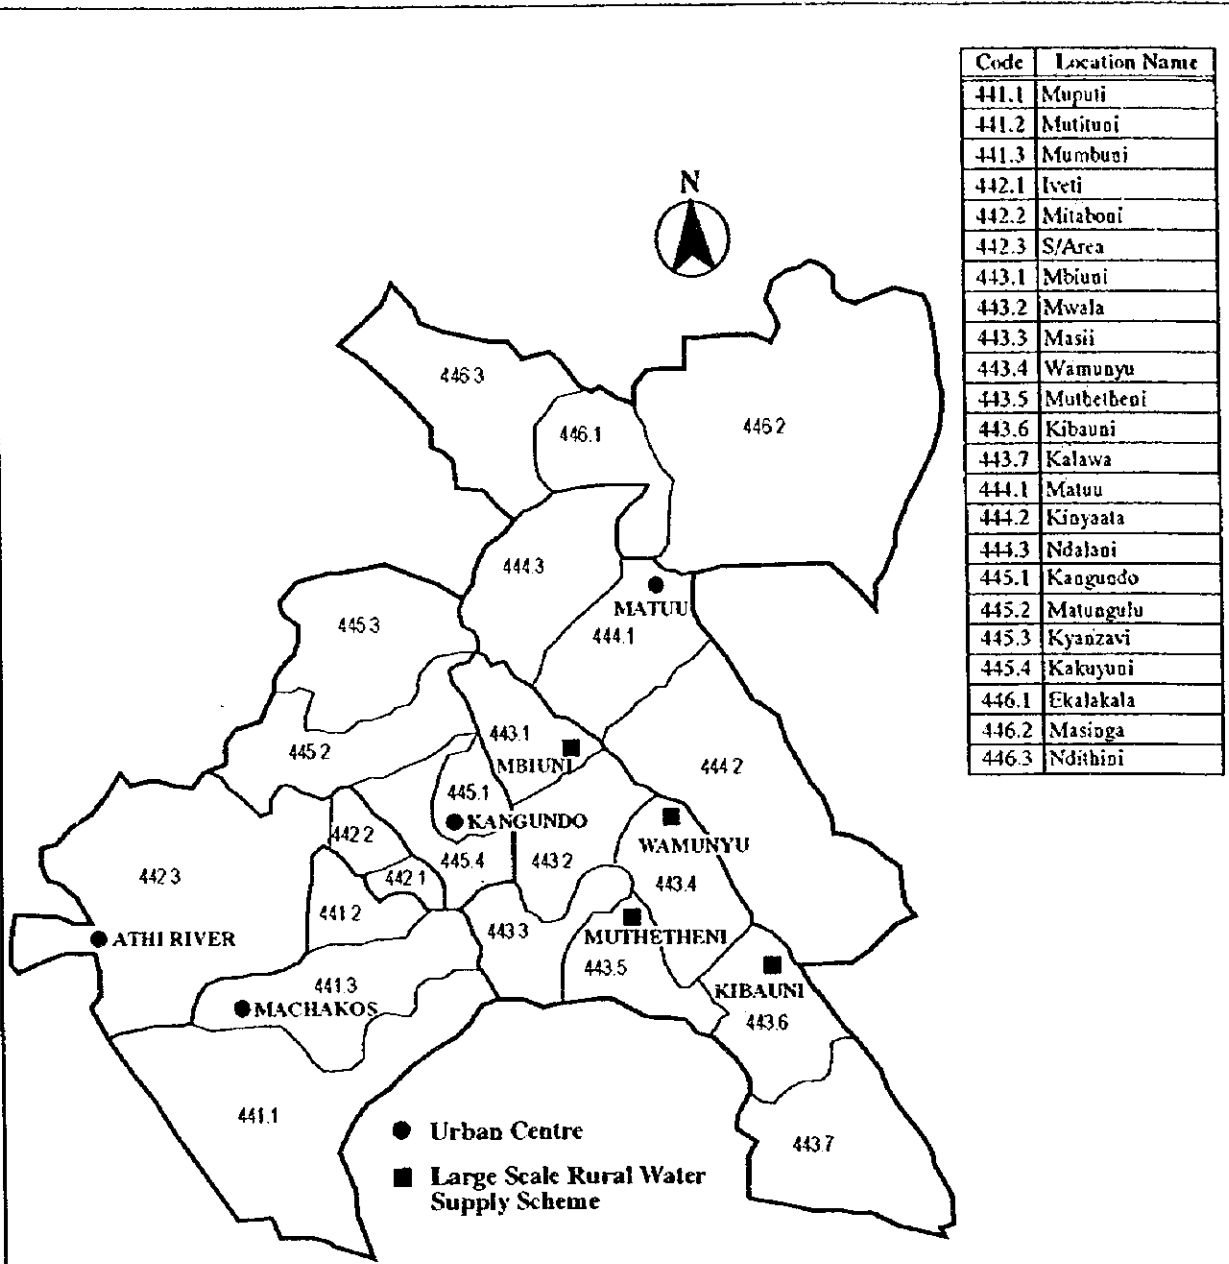 Code Location Name
441.1 Muputi
441.2 Mutituni
441.3 Mumbuni
442.1 Iveti
442.2 Mitaboni
442.3 S/Area
443.1 Mbiuni
443.2 Mwala
443.3 Masii
443.4 Wamunyu
443.5 Muthetheni
443.6 Kibauni
443.7 Kalawa
444.1 Matuu
444.2 Kinyaata
444.3 Ndalani
445.1 Kangundo
445.2 Matungulu
445.3 Kyanzavi
445.4 Kakuyuni
446.1 Ekalakala
446.2 Masinga
446.3 Ndithini
N
446.3
446.1
446.2
444.3
MATUU
444.1
445.3
443.1
445.2
MBIUNI
444.2
445.1
KANGUNDO
442.2
WAMUNYU
445.4
443.2
442.3
442.1
443.4
441.2
443.3
MUTHETHENI
ATHI RIVER
443.5
441.3
KIBAUNI
MACHAKOS
443.6
441.1
443.7
Urban Centre
Large Scale Rural Water
Supply Scheme